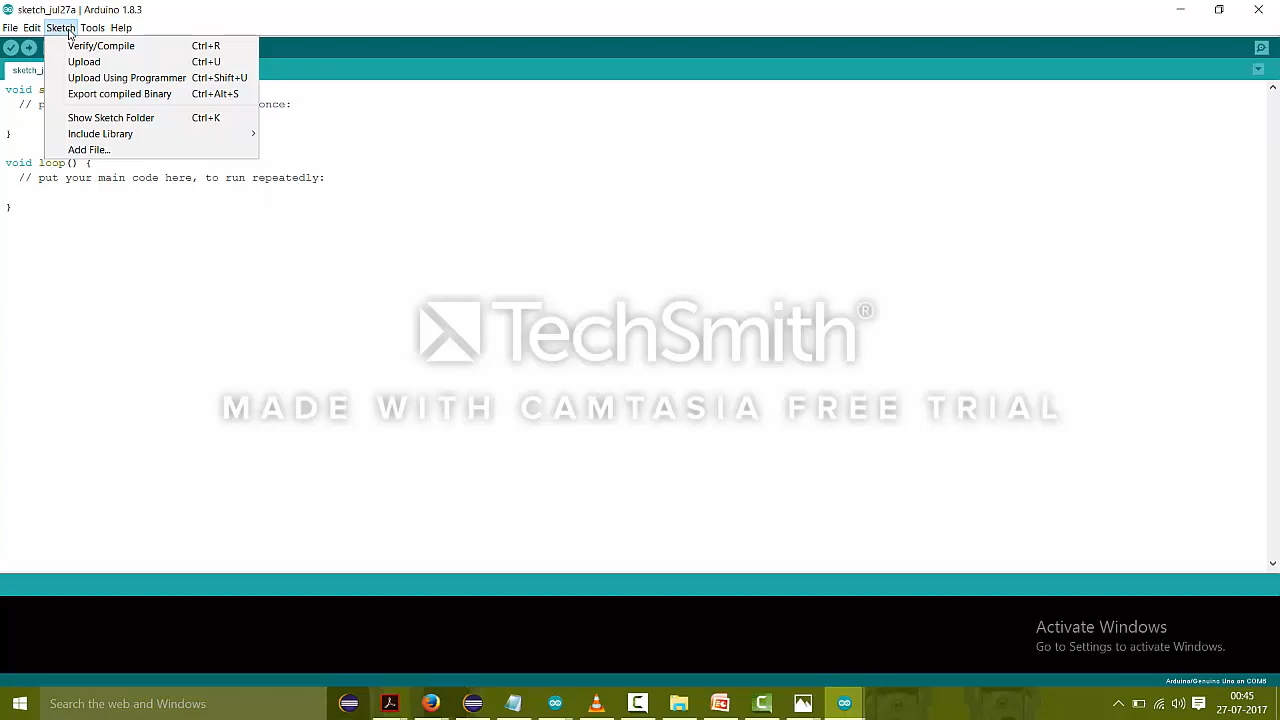 sketch_jul27a | Arduino 1.8.3
File Edit Sketch Tools Help
Verify/Compile Ctrl+R
Upload Ctrl+U
Upload Using Programmer Ctrl+Shift+U
Export compiled Binary Ctrl+Alt+S
Show Sketch Folder Ctrl+K
Include Library
Add File...
sketch_j
void s
// p once:
}
void loop() {
// put your main code here, to run repeatedly:
}
TechSmith®
MADE WITH CAMTASIA FREE TRIAL
Activate Windows
Go to Settings to activate Windows.
Arduino/Genuino Uno on COM6
Search the web and Windows
00:45
27-07-2017